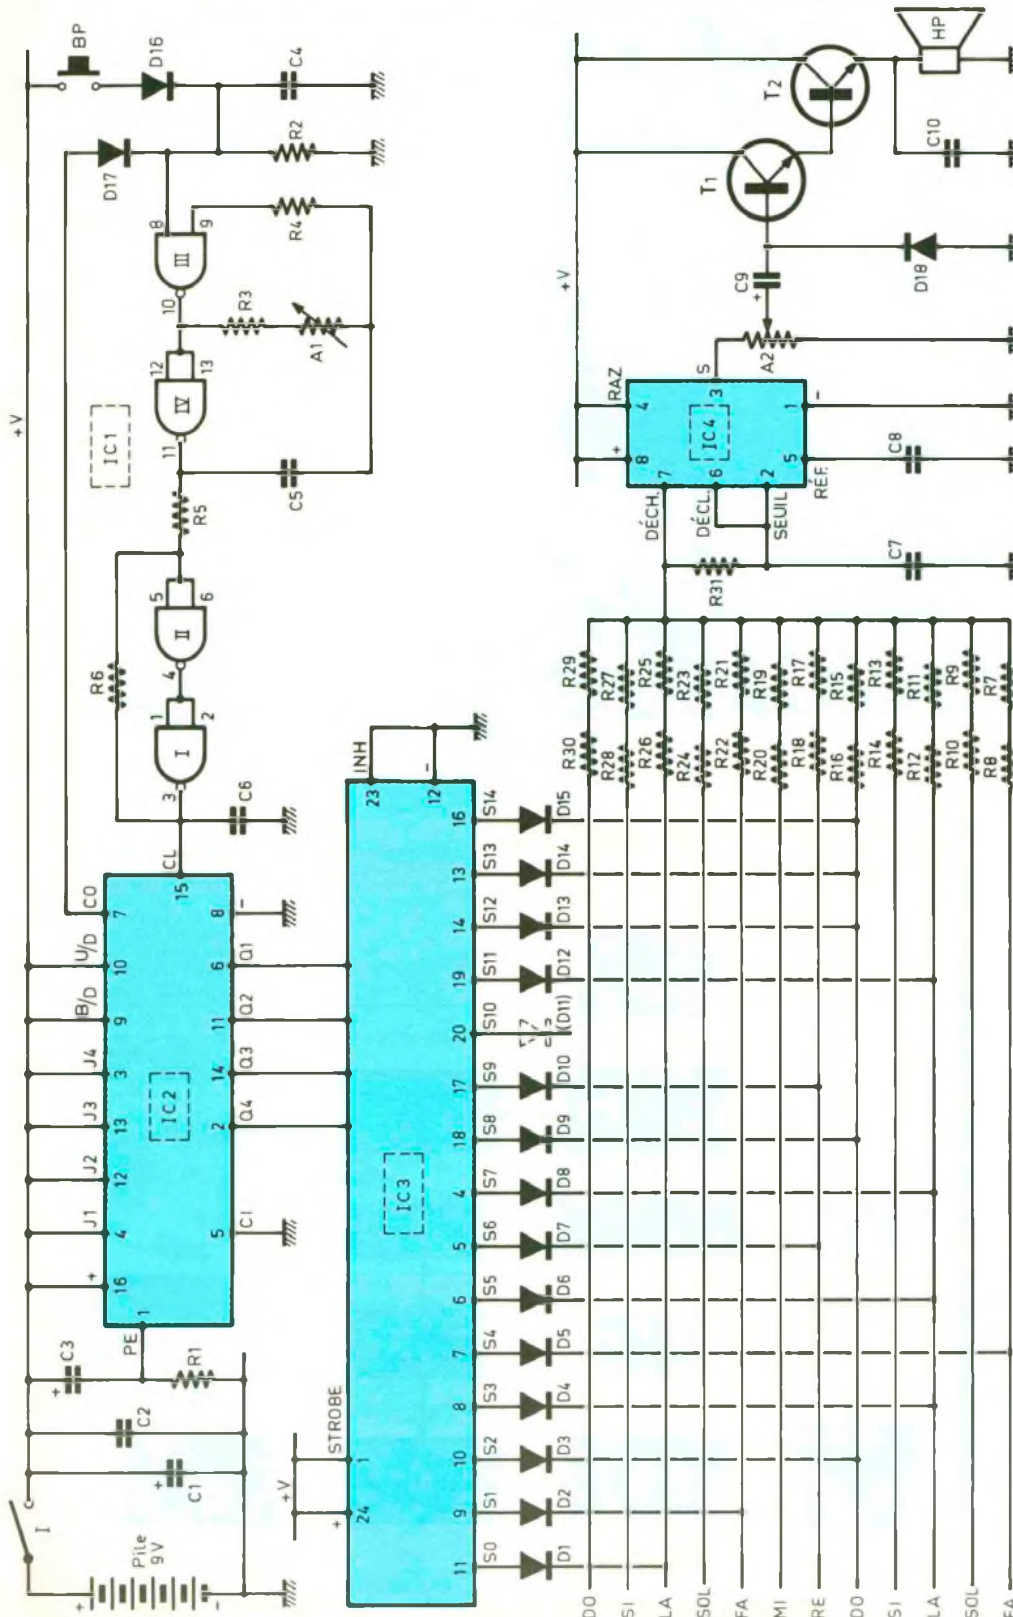 +V
BP
D16
D17
C4
R2
8
9
III
10
R4
R3
A1
12
13
IV
11
IC1
C5
R5
5
6
II
4
R6
1
2
I
3
C6
CL
15
CO
7
U/D
10
B/D
9
J4
3
J3
13
J2
12
J1
4
+
16
IC2
8
-
6
Q1
11
Q2
14
Q3
2
Q4
5
CI
1
PE
C3
+
R1
C2
C1
+
I
Pile
9V
+
-
+V
+
24
STROBE
1
IC3
INH
23
-
12
16
S14
D15
13
S13
D14
14
S12
D13
19
S11
D12
20
S10
(D11)
17
S9
D10
18
S8
D9
4
S7
D8
5
S6
D7
6
S5
D6
7
S4
D5
8
S3
D4
10
S2
D3
9
S1
D2
11
S0
D1
DO
SI
LA
SOL
FA
MI
RE
DO
SI
LA
SOL
FA
R30 R29
R28 R27
R26 R25
R24 R23
R22 R21
R20 R19
R18 R17
R16 R15
R14 R13
R12 R11
R10 R9
R8 R7
+V
RAZ
4
+
8
IC4
3
S
DÉCH.
7
DÉCL.
6
2
SEUIL
5
RÉF.
1
-
R31
C7
C8
A2
C9
+
D18
T1
T2
C10
HP